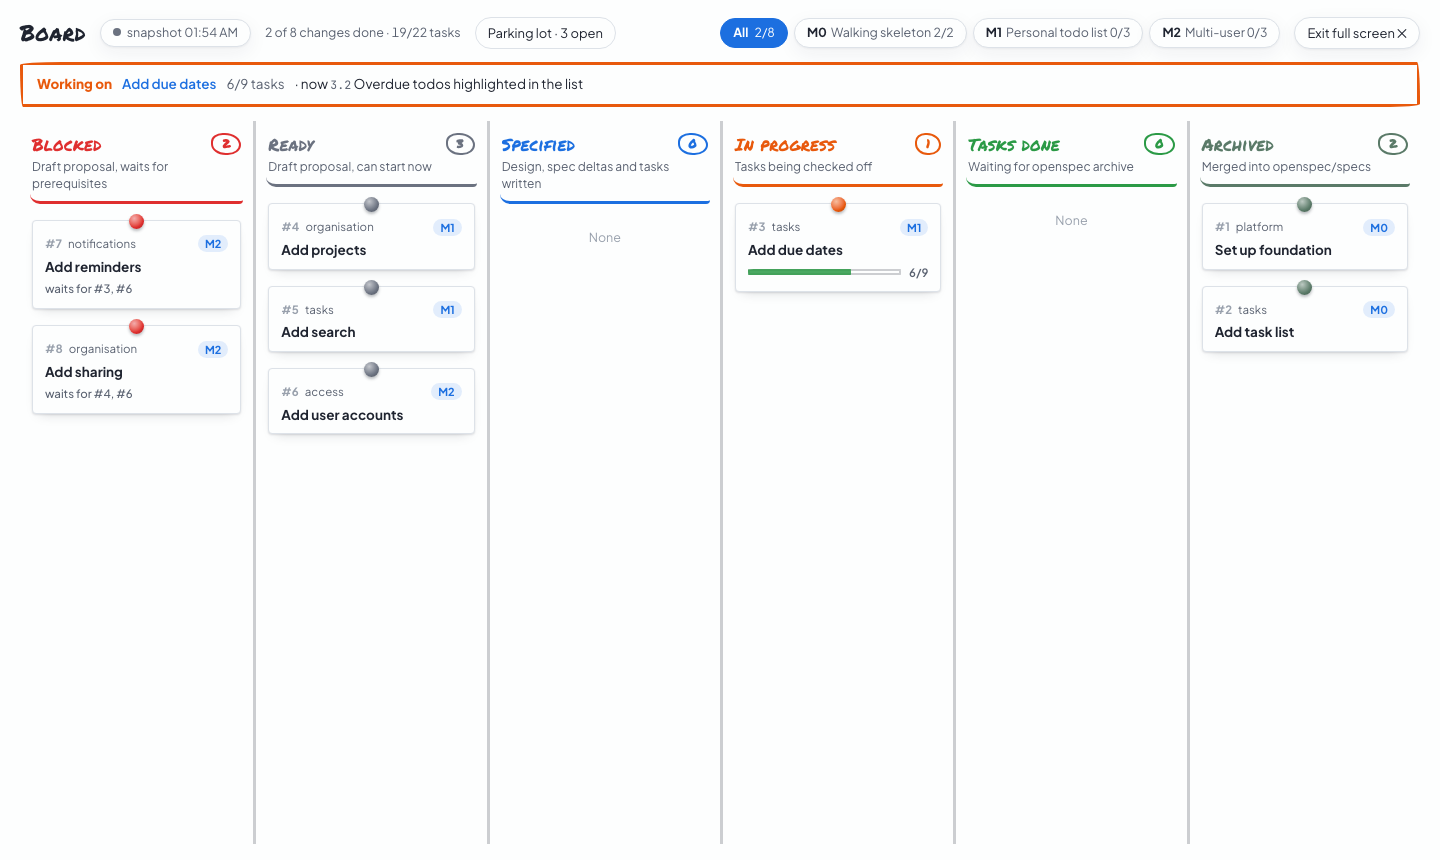 Board
snapshot 01:54 AM
2 of 8 changes done · 19/22 tasks
Parking lot · 3 open
All 2/8
M0 Walking skeleton 2/2
M1 Personal todo list 0/3
M2 Multi-user 0/3
Exit full screen ✕
Working on Add due dates 6/9 tasks · now 3.2 Overdue todos highlighted in the list
Blocked 2
Draft proposal, waits for
prerequisites
#7 notifications M2
Add reminders
waits for #3, #6
#8 organisation M2
Add sharing
waits for #4, #6
Ready 3
Draft proposal, can start now
#4 organisation M1
Add projects
#5 tasks M1
Add search
#6 access M2
Add user accounts
Specified 0
Design, spec deltas and tasks
written
None
In progress 1
Tasks being checked off
#3 tasks M1
Add due dates
6/9
Tasks done 0
Waiting for openspec archive
None
Archived 2
Merged into openspec/specs
#1 platform M0
Set up foundation
#2 tasks M0
Add task list